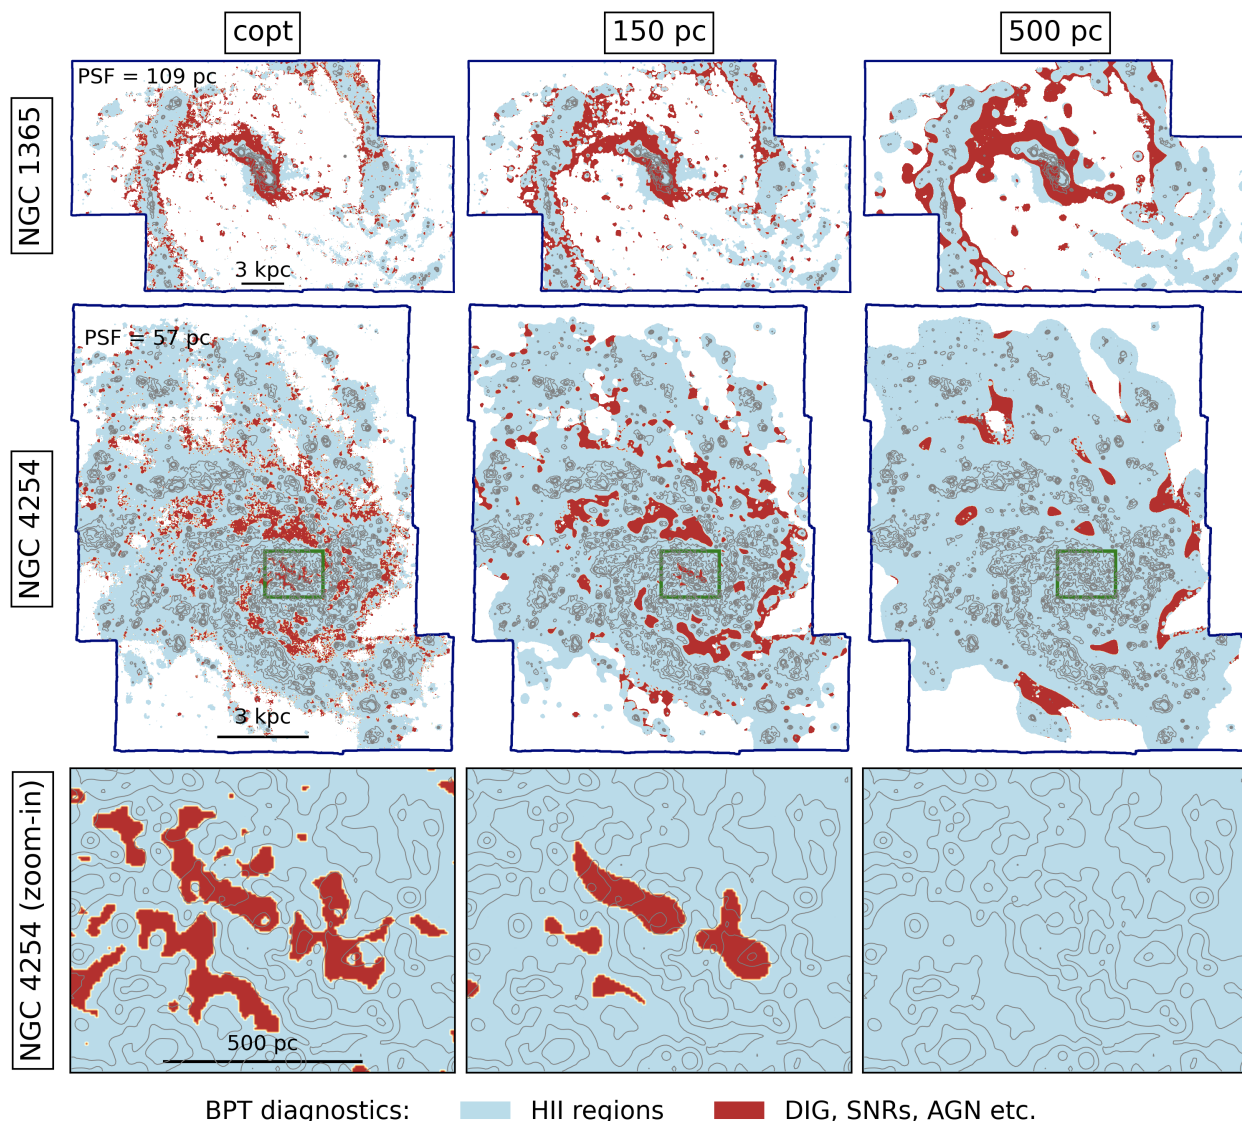 copt
150 pc
500 pc
NGC 1365
PSF = 109 pc
3 kpc
NGC 4254
PSF = 57 pc
3 kpc
NGC 4254 (zoom-in)
500 pc
BPT diagnostics: HII regions DIG, SNRs, AGN etc.